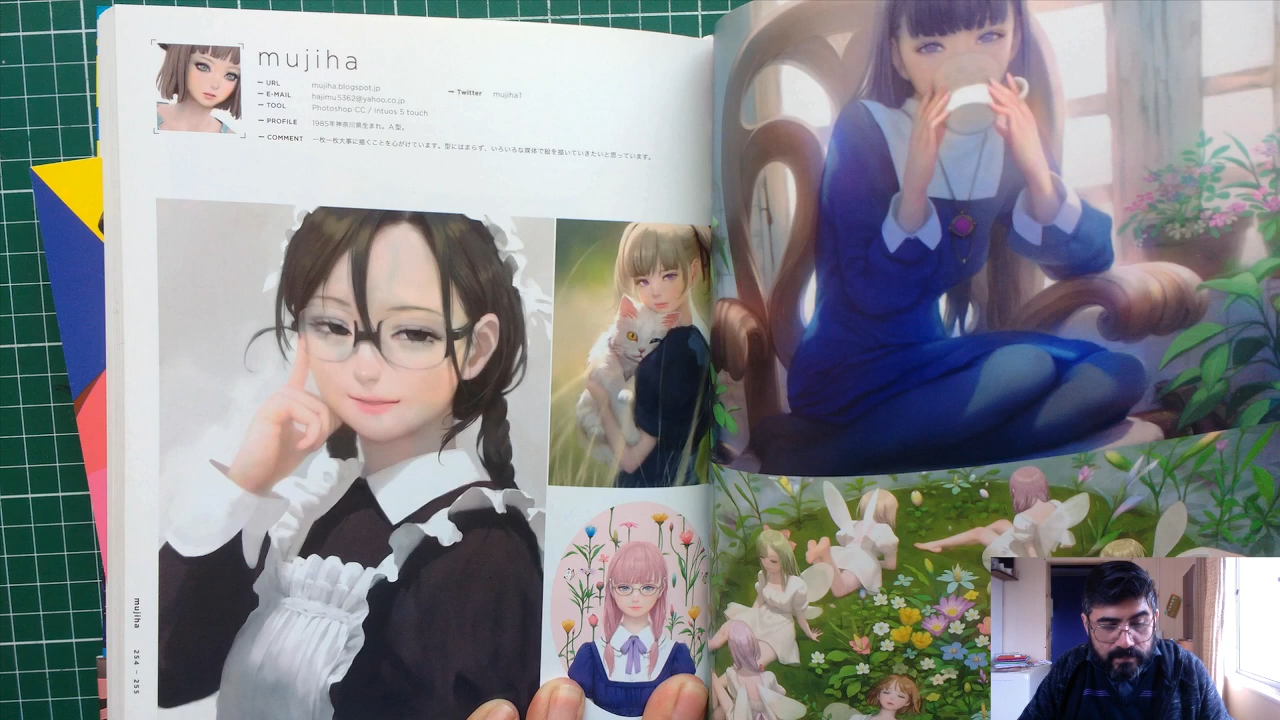 mujiha
URL mujiha.blogspot.jp
E-MAIL hajimu5362@yahoo.co.jp
TOOL Photoshop CC / Intuos 5 touch
Twitter mujiha1
PROFILE 1985年神奈川県生まれ。A型。
COMMENT 一枚一枚大事に描くことを心がけています。型にはまらず、いろいろな媒体で絵を描いていきたいと思っています。
mujiha
254 - 255